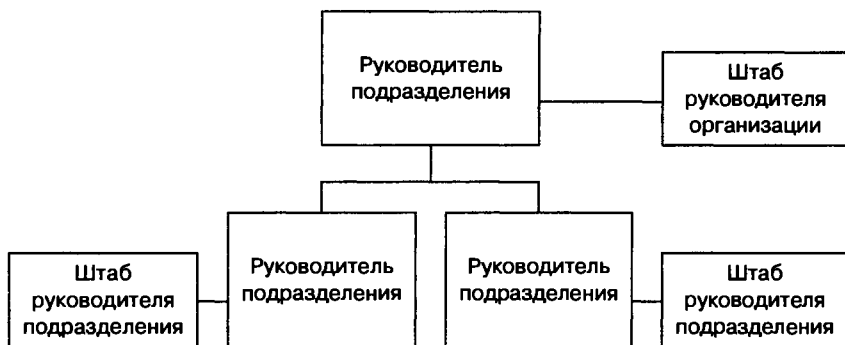 Руководитель
подразделения
Штаб
руководителя
организации
Штаб
руководителя
подразделения
Руководитель
подразделения
Руководитель
подразделения
Штаб
руководителя
подразделения